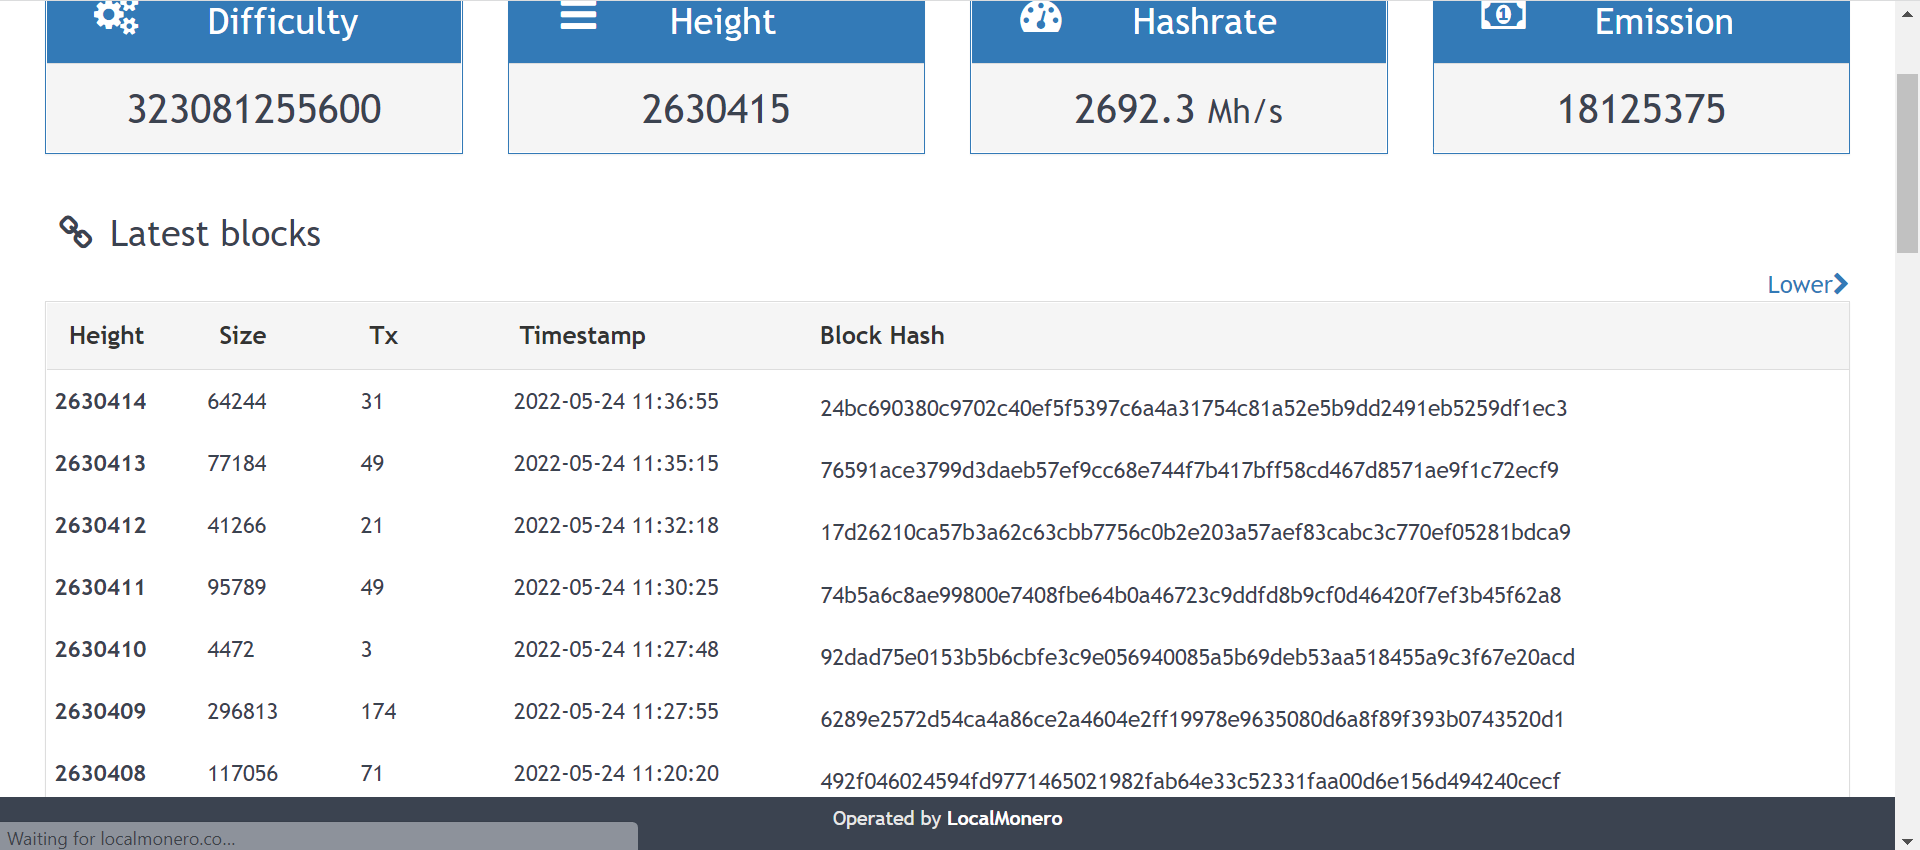 Difficulty Height Hashrate Emission
323081255600 2630415 2692.3 Mh/s 18125375
Latest blocks
Lower
Height Size Tx Timestamp Block Hash
2630414 64244 31 2022-05-24 11:36:55 24bc690380c9702c40ef5f5397c6a4a31754c81a52e5b9dd2491eb5259df1ec3
2630413 77184 49 2022-05-24 11:35:15 76591ace3799d3daeb57ef9cc68e744f7b417bff58cd467d8571ae9f1c72ecf9
2630412 41266 21 2022-05-24 11:32:18 17d26210ca57b3a62c63cbb7756c0b2e203a57aef83cabc3c770ef05281bdca9
2630411 95789 49 2022-05-24 11:30:25 74b5a6c8ae99800e7408fbe64b0a46723c9ddfd8b9cf0d46420f7ef3b45f62a8
2630410 4472 3 2022-05-24 11:27:48 92dad75e0153b5b6cbfe3c9e056940085a5b69deb53aa518455a9c3f67e20acd
2630409 296813 174 2022-05-24 11:27:55 6289e2572d54ca4a86ce2a4604e2ff19978e9635080d6a8f89f393b0743520d1
2630408 117056 71 2022-05-24 11:20:20 492f046024594fd9771465021982fab64e33c52331faa00d6e156d494240cecf
Operated by LocalMonero
Waiting for localmonero.co...